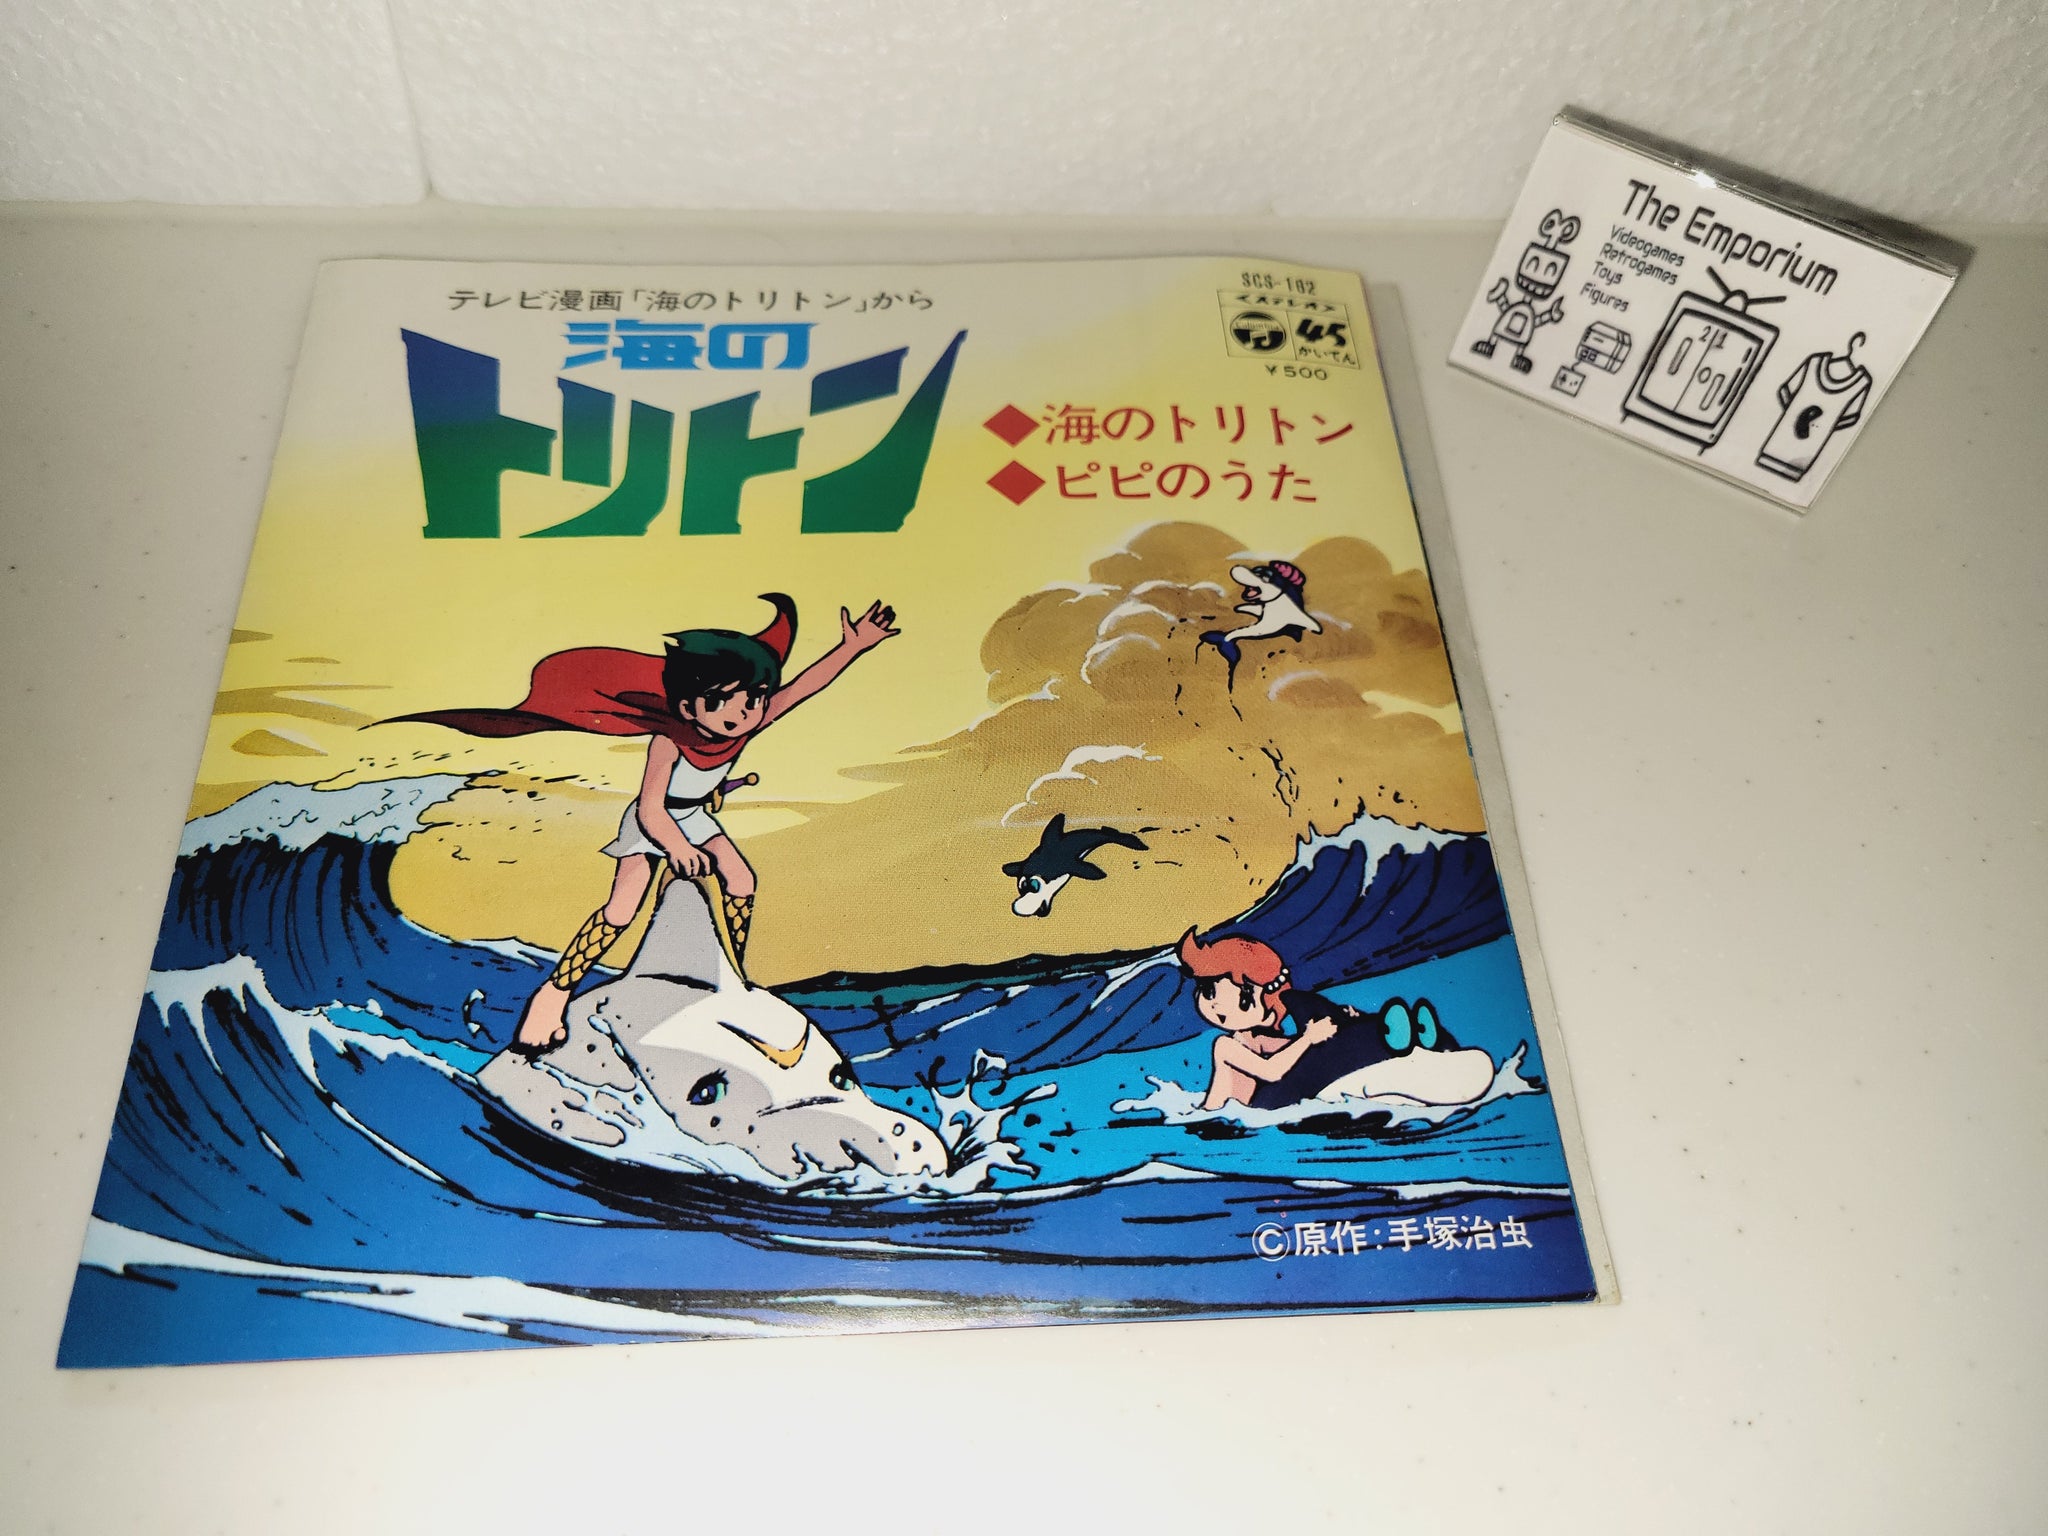 テレビ漫画「海のトリトン」から
海の
トリトン
SCS-182
<ステレオ>
45
かいてん
¥500
◆海のトリトン
◆ピピのうた
©原作:手塚治虫
The Emporium
Videogames
Retrogames
Toys
Figures
21